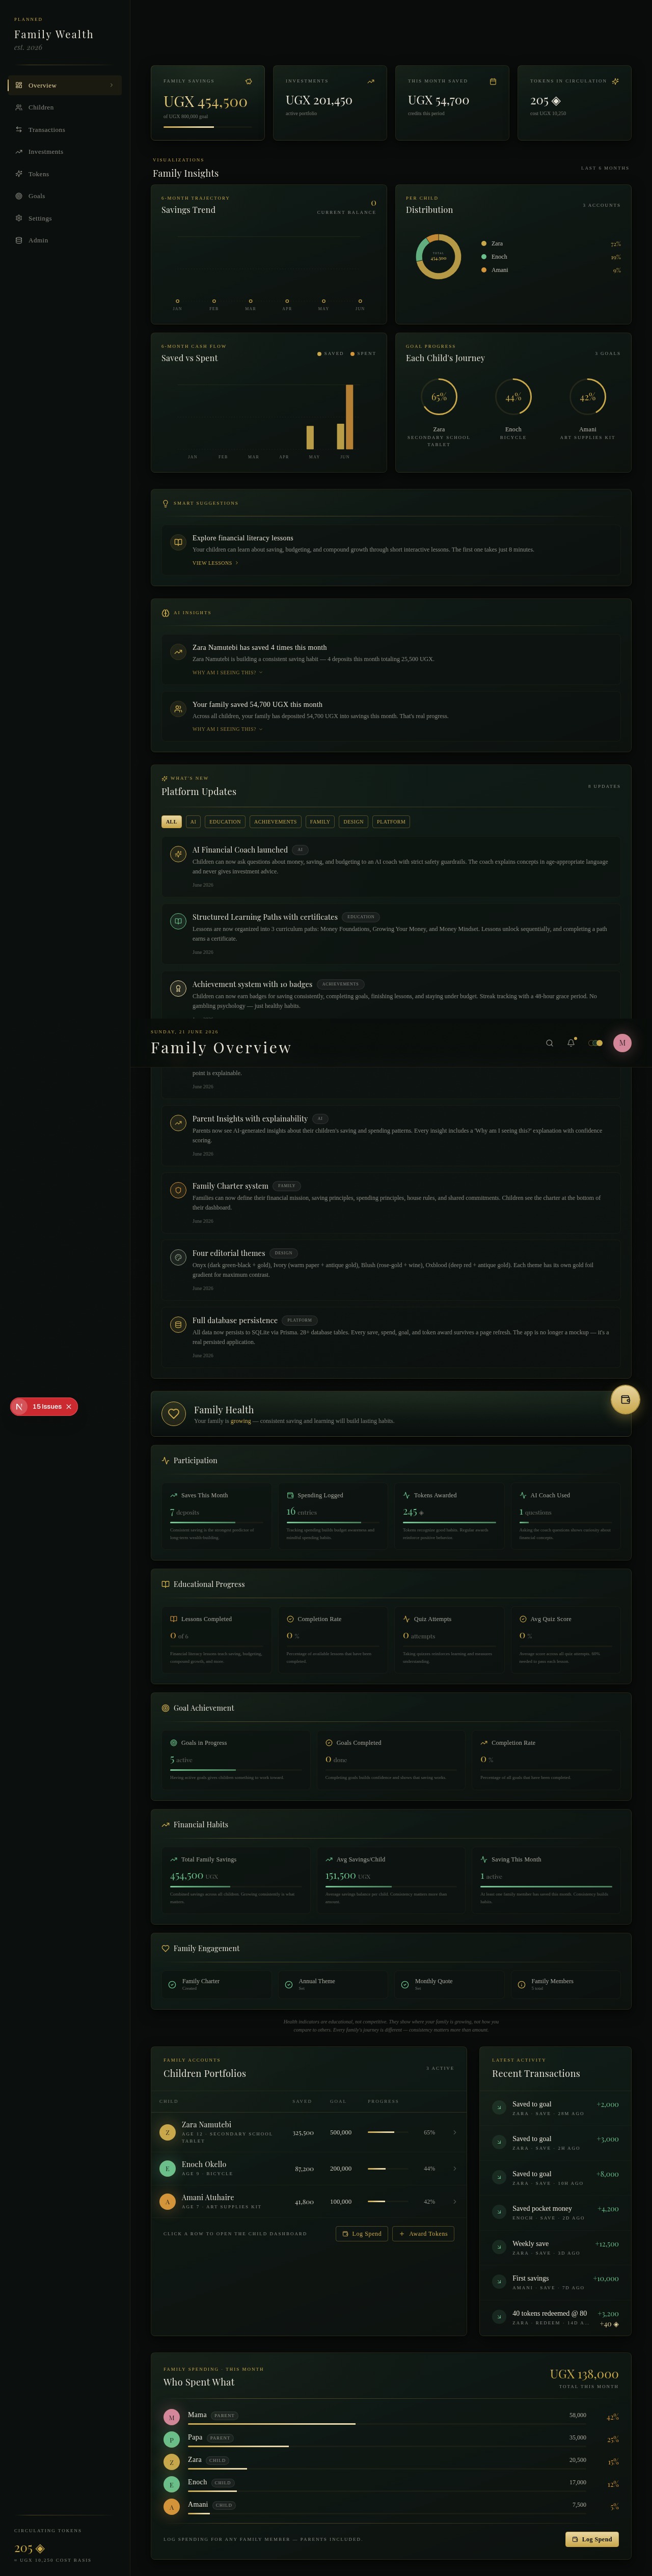 PLANNED
Family Wealth
est. 2026
Overview
Children
Transactions
Investments
Tokens
Goals
Settings
Admin
FAMILY SAVINGS
UGX 454,500
of UGX 800,000 goal
INVESTMENTS
UGX 201,450
active portfolio
THIS MONTH SAVED
UGX 54,700
credits this period
TOKENS IN CIRCULATION
205
cost UGX 10,250
VISUALIZATIONS
Family Insights
LAST 6 MONTHS
6-MONTH TRAJECTORY
Savings Trend
0
CURRENT BALANCE
0 0 0 0 0 0
JAN FEB MAR APR MAY JUN
PER CHILD
Distribution
3 ACCOUNTS
TOTAL
454,500
Zara 72%
Enoch 19%
Amani 9%
6-MONTH CASH FLOW
Saved vs Spent
SAVED SPENT
JAN FEB MAR APR MAY JUN
GOAL PROGRESS
Each Child's Journey
3 GOALS
65% 44% 42%
Zara Enoch Amani
SECONDARY SCHOOL TABLET
BICYCLE
ART SUPPLIES KIT
SMART SUGGESTIONS
Explore financial literacy lessons
Your children can learn about saving, budgeting, and compound growth through short interactive lessons. The first one takes just 8 minutes.
VIEW LESSONS
AI INSIGHTS
Zara Namutebi has saved 4 times this month
Zara Namutebi is building a consistent saving habit — 4 deposits this month totaling 25,500 UGX.
WHY AM I SEEING THIS?
Your family saved 54,700 UGX this month
Across all children, your family has deposited 54,700 UGX into savings this month. That's real progress.
WHY AM I SEEING THIS?
WHAT'S NEW
Platform Updates
8 UPDATES
ALL AI EDUCATION ACHIEVEMENTS FAMILY DESIGN PLATFORM
AI Financial Coach launched AI
Children can now ask questions about money, saving, and budgeting to an AI coach with strict safety guardrails. The coach explains concepts in age-appropriate language
and never gives investment advice.
June 2026
Structured Learning Paths with certificates EDUCATION
Lessons are now organized into 3 curriculum paths: Money Foundations, Growing Your Money, and Money Mindset. Lessons unlock sequentially, and completing a path
earns a certificate.
June 2026
Achievement system with 10 badges ACHIEVEMENTS
Children can now earn badges for saving consistently, completing goals, finishing lessons, and staying under budget. Streak tracking with a 48-hour grace period. No
gambling psychology — just healthy habits.
SUNDAY, 21 JUNE 2026
Family Overview
M
point is explainable.
June 2026
Parent Insights with explainability AI
Parents now see AI-generated insights about their children's saving and spending patterns. Every insight includes a 'Why am I seeing this?' explanation with confidence
scoring.
June 2026
Family Charter system FAMILY
Families can now define their financial mission, saving principles, spending principles, house rules, and shared commitments. Children see the charter at the bottom of
their dashboard.
June 2026
Four editorial themes DESIGN
Onyx (dark green-black + gold), Ivory (warm paper + antique gold), Blush (rose-gold + wine), Oxblood (deep red + antique gold). Each theme has its own gold foil
gradient for maximum contrast.
June 2026
Full database persistence PLATFORM
All data now persists to SQLite via Prisma. 28+ database tables. Every save, spend, goal, and token award survives a page refresh. The app is no longer a mockup — it's a
real persisted application.
June 2026
N 15 Issues
Family Health
Your family is growing — consistent saving and learning will build lasting habits.
Participation
Saves This Month
7 deposits
Consistent saving is the strongest predictor of
long-term wealth-building.
Spending Logged
16 entries
Tracking spending builds budget awareness and
mindful spending habits.
Tokens Awarded
245
Tokens recognize good habits. Regular awards
reinforce positive behavior.
AI Coach Used
1 questions
Asking the coach questions shows curiosity about
financial concepts.
Educational Progress
Lessons Completed
0 of 6
Financial literacy lessons teach saving, budgeting,
compound growth, and more.
Completion Rate
0 %
Percentage of available lessons that have been
completed.
Quiz Attempts
0 attempts
Taking quizzes reinforces learning and measures
understanding.
Avg Quiz Score
0 %
Average score across all quiz attempts. 80%
needed to pass each lesson.
Goal Achievement
Goals in Progress
5 active
Having active goals gives children something to work toward.
Goals Completed
0 done
Completing goals builds confidence and shows that saving works.
Completion Rate
0 %
Percentage of all goals that have been completed.
Financial Habits
Total Family Savings
454,500 UGX
Combined savings across all children. Growing consistently is what
matters.
Avg Savings/Child
151,500 UGX
Average savings balance per child. Consistency matters more than
amount.
Saving This Month
1 active
At least one family member has saved this month. Consistency builds
habits.
Family Engagement
Family Charter
Created
Annual Theme
Set
Monthly Quote
Set
Family Members
Health indicators are educational, not competitive. They show where your family is growing, not how you
compare to others. Every family's journey is different — consistency matters more than amount.
FAMILY ACCOUNTS
Children Portfolios
3 ACTIVE
CHILD SAVED GOAL PROGRESS
Z Zara Namutebi 325,500 500,000 65%
AGE 12 · SECONDARY SCHOOL TABLET
E Enoch Okello 87,200 200,000 44%
AGE 9 · BICYCLE
A Amani Atuhaire 41,800 100,000 42%
AGE 7 · ART SUPPLIES KIT
CLICK A ROW TO OPEN THE CHILD DASHBOARD
Log Spend
Award Tokens
LATEST ACTIVITY
Recent Transactions
Saved to goal +2,000
ZARA · SAVE · 28M AGO
Saved to goal +3,000
ZARA · SAVE · 2H AGO
Saved to goal +8,000
ZARA · SAVE · 10H AGO
Saved pocket money +4,200
ENOCH · SAVE · 2D AGO
Weekly save +12,500
ZARA · SAVE · 3D AGO
First savings +10,000
AMANI · SAVE · 7D AGO
40 tokens redeemed @ 80 +3,200
ZARA · REDEEM · 14D A… +40
FAMILY SPENDING · THIS MONTH
Who Spent What
UGX 138,000
TOTAL THIS MONTH
M Mama PARENT 58,000 42%
P Papa PARENT 35,000 25%
Z Zara CHILD 20,500 15%
E Enoch CHILD 17,000 12%
A Amani CHILD 7,500 5%
LOG SPENDING FOR ANY FAMILY MEMBER — PARENTS INCLUDED
Log Spend
CIRCULATING TOKENS
205
≈ UGX 10,250 COST BASIS